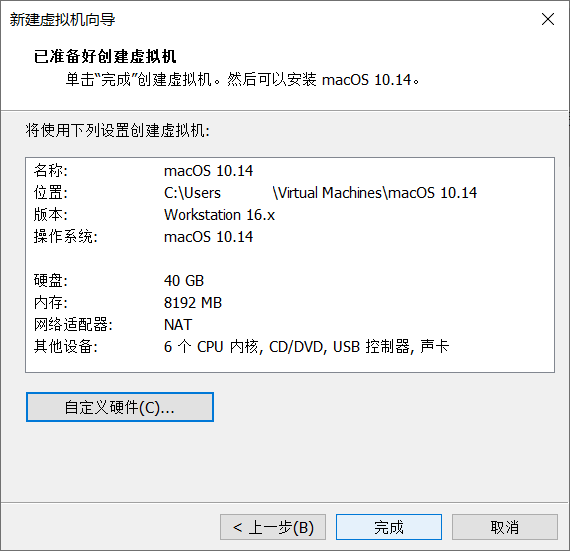 新建虚拟机向导
已准备好创建虚拟机
单击“完成”创建虚拟机。然后可以安装 macOS 10.14。
将使用下列设置创建虚拟机:
名称: macOS 10.14
位置: C:\Users \Virtual Machines\macOS 10.14
版本: Workstation 16.x
操作系统: macOS 10.14
硬盘: 40 GB
内存: 8192 MB
网络适配器: NAT
其他设备: 6 个 CPU 内核, CD/DVD, USB 控制器, 声卡
自定义硬件(C)...
< 上一步(B) 完成 取消